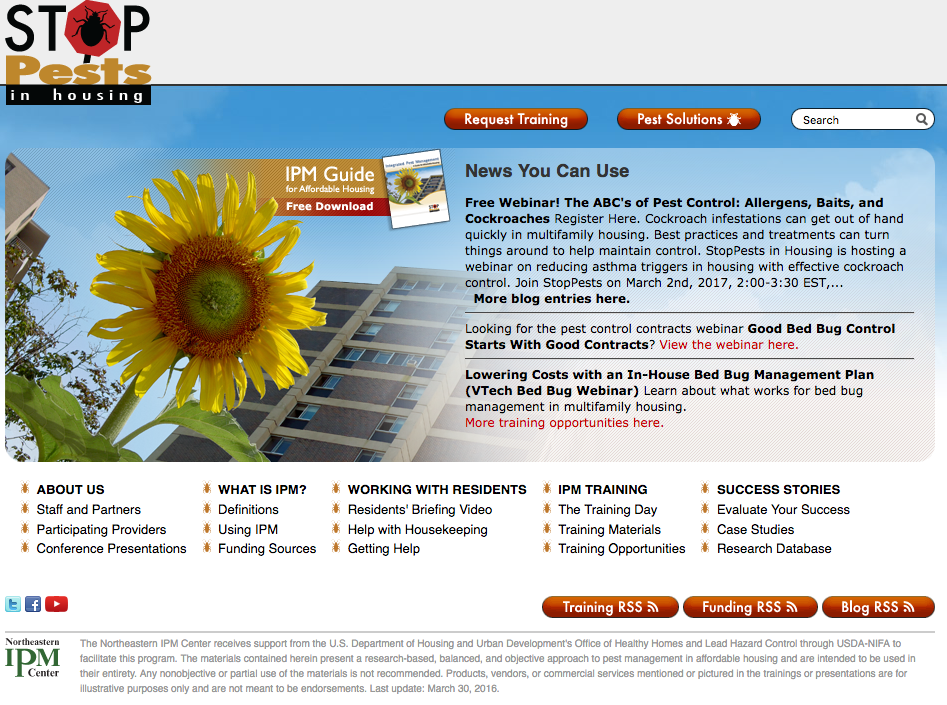 STOP
Pests
in housing
Request Training
Pest Solutions
Search
IPM Guide
for Affordable Housing
Free Download
Integrated Pest Management
News You Can Use
Free Webinar! The ABC's of Pest Control: Allergens, Baits, and
Cockroaches Register Here. Cockroach infestations can get out of hand
quickly in multifamily housing. Best practices and treatments can turn
things around to help maintain control. StopPests in Housing is hosting a
webinar on reducing asthma triggers in housing with effective cockroach
control. Join StopPests on March 2nd, 2017, 2:00-3:30 EST,...
More blog entries here.
Looking for the pest control contracts webinar Good Bed Bug Control
Starts With Good Contracts? View the webinar here.
Lowering Costs with an In-House Bed Bug Management Plan
(VTech Bed Bug Webinar) Learn about what works for bed bug
management in multifamily housing.
More training opportunities here.
ABOUT US
Staff and Partners
Participating Providers
Conference Presentations
WHAT IS IPM?
Definitions
Using IPM
Funding Sources
WORKING WITH RESIDENTS
Residents' Briefing Video
Help with Housekeeping
Getting Help
IPM TRAINING
The Training Day
Training Materials
Training Opportunities
SUCCESS STORIES
Evaluate Your Success
Case Studies
Research Database
Training RSS
Funding RSS
Blog RSS
Northeastern
IPM
Center
The Northeastern IPM Center receives support from the U.S. Department of Housing and Urban Development's Office of Healthy Homes and Lead Hazard Control through USDA-NIFA to
facilitate this program. The materials contained herein present a research-based, balanced, and objective approach to pest management in affordable housing and are intended to be used in
their entirety. Any nonobjective or partial use of the materials is not recommended. Products, vendors, or commercial services mentioned or pictured in the trainings or presentations are for
illustrative purposes only and are not meant to be endorsements. Last update: March 30, 2016.